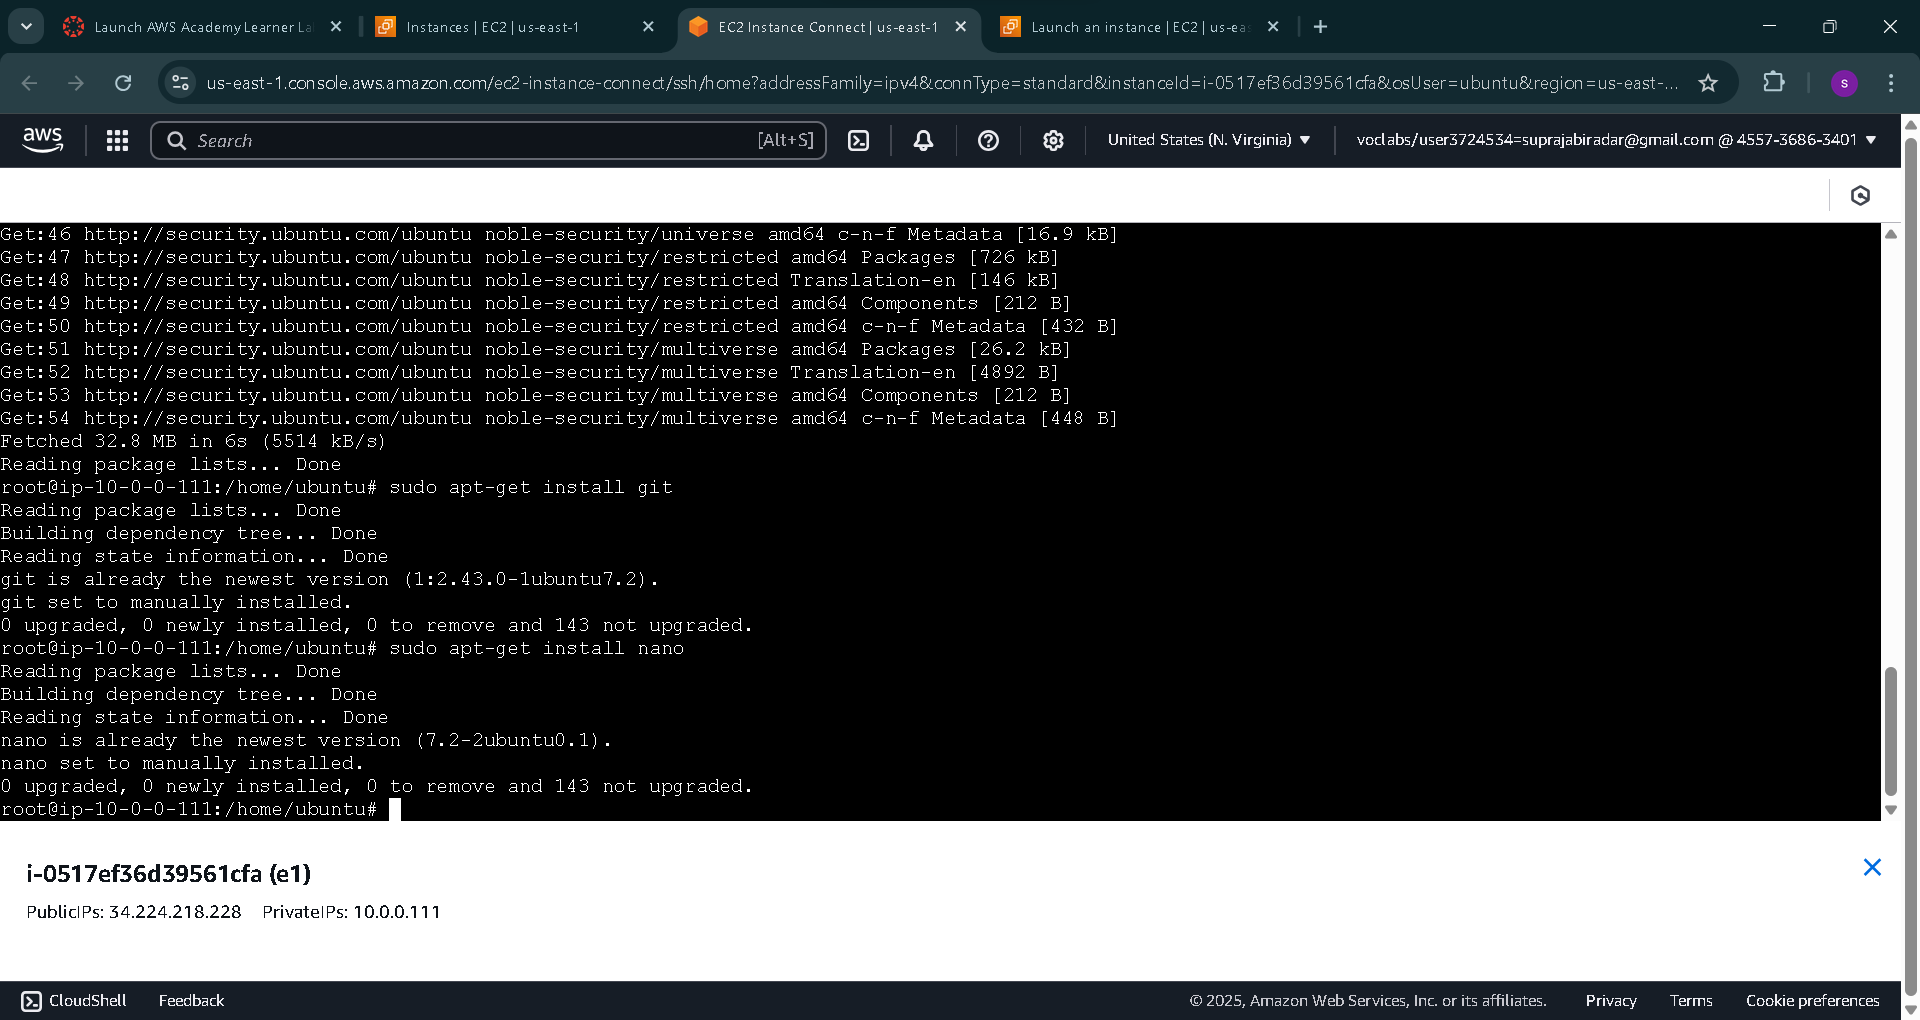 Launch AWS Academy Learner La
Instances | EC2 | us-east-1
EC2 Instance Connect | us-east-1
Launch an instance | EC2 | us-ea
us-east-1.console.aws.amazon.com/ec2-instance-connect/ssh/home?addressFamily=ipv4&connType=standard&instanceId=i-0517ef36d39561cfa&osUser=ubuntu&region=us-east-...
s
aws
Search
[Alt+S]
United States (N. Virginia)
voclabs/user3724534=suprajabiradar@gmail.com @ 4557-3686-3401
Get:46 http://security.ubuntu.com/ubuntu noble-security/universe amd64 c-n-f Metadata [16.9 kB]
Get:47 http://security.ubuntu.com/ubuntu noble-security/restricted amd64 Packages [726 kB]
Get:48 http://security.ubuntu.com/ubuntu noble-security/restricted Translation-en [146 kB]
Get:49 http://security.ubuntu.com/ubuntu noble-security/restricted amd64 Components [212 B]
Get:50 http://security.ubuntu.com/ubuntu noble-security/restricted amd64 c-n-f Metadata [432 B]
Get:51 http://security.ubuntu.com/ubuntu noble-security/multiverse amd64 Packages [26.2 kB]
Get:52 http://security.ubuntu.com/ubuntu noble-security/multiverse Translation-en [4892 B]
Get:53 http://security.ubuntu.com/ubuntu noble-security/multiverse amd64 Components [212 B]
Get:54 http://security.ubuntu.com/ubuntu noble-security/multiverse amd64 c-n-f Metadata [448 B]
Fetched 32.8 MB in 6s (5514 kB/s)
Reading package lists... Done
root@ip-10-0-0-111:/home/ubuntu# sudo apt-get install git
Reading package lists... Done
Building dependency tree... Done
Reading state information... Done
git is already the newest version (1:2.43.0-1ubuntu7.2).
git set to manually installed.
0 upgraded, 0 newly installed, 0 to remove and 143 not upgraded.
root@ip-10-0-0-111:/home/ubuntu# sudo apt-get install nano
Reading package lists... Done
Building dependency tree... Done
Reading state information... Done
nano is already the newest version (7.2-2ubuntu0.1).
nano set to manually installed.
0 upgraded, 0 newly installed, 0 to remove and 143 not upgraded.
root@ip-10-0-0-111:/home/ubuntu#
i-0517ef36d39561cfa (e1)
PublicIPs: 34.224.218.228 PrivateIPs: 10.0.0.111
CloudShell Feedback
© 2025, Amazon Web Services, Inc. or its affiliates. Privacy Terms Cookie preferences